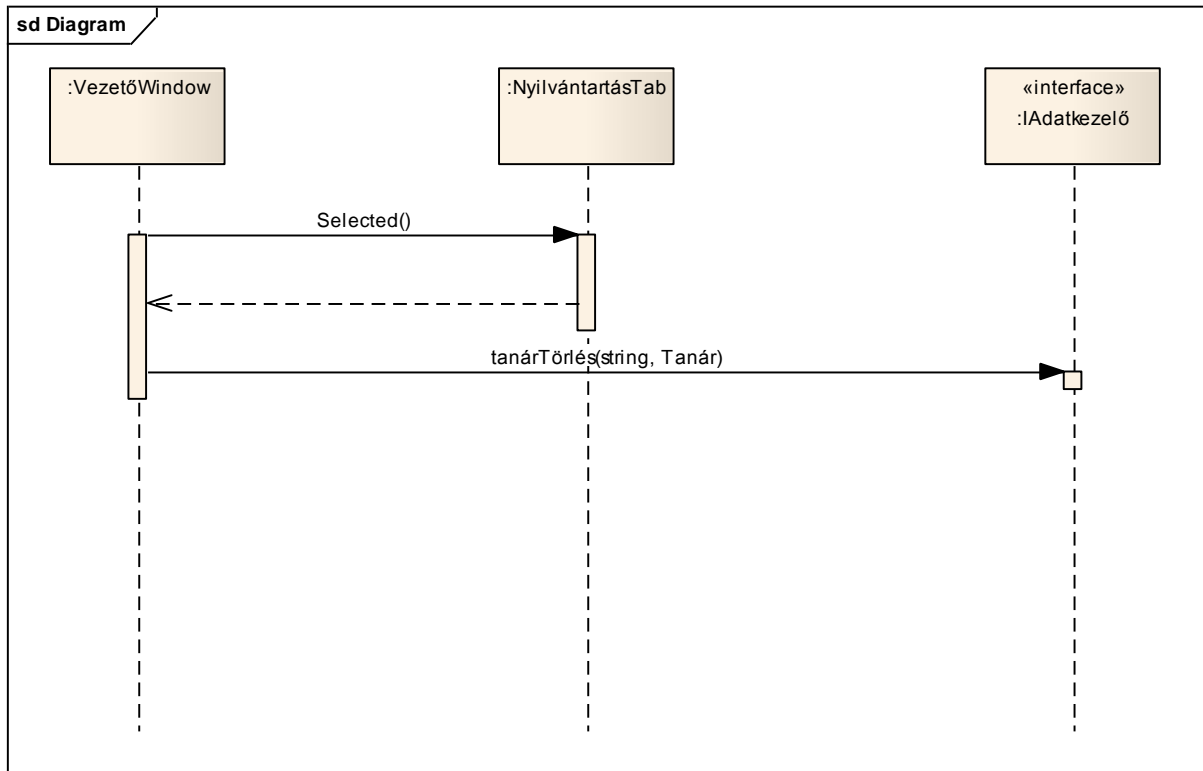 sd Diagram
:VezetőWindow
:NyilvántartásTab
«interface»
:IAdatkezelő
Selected()
tanárTörlés(string, Tanár)